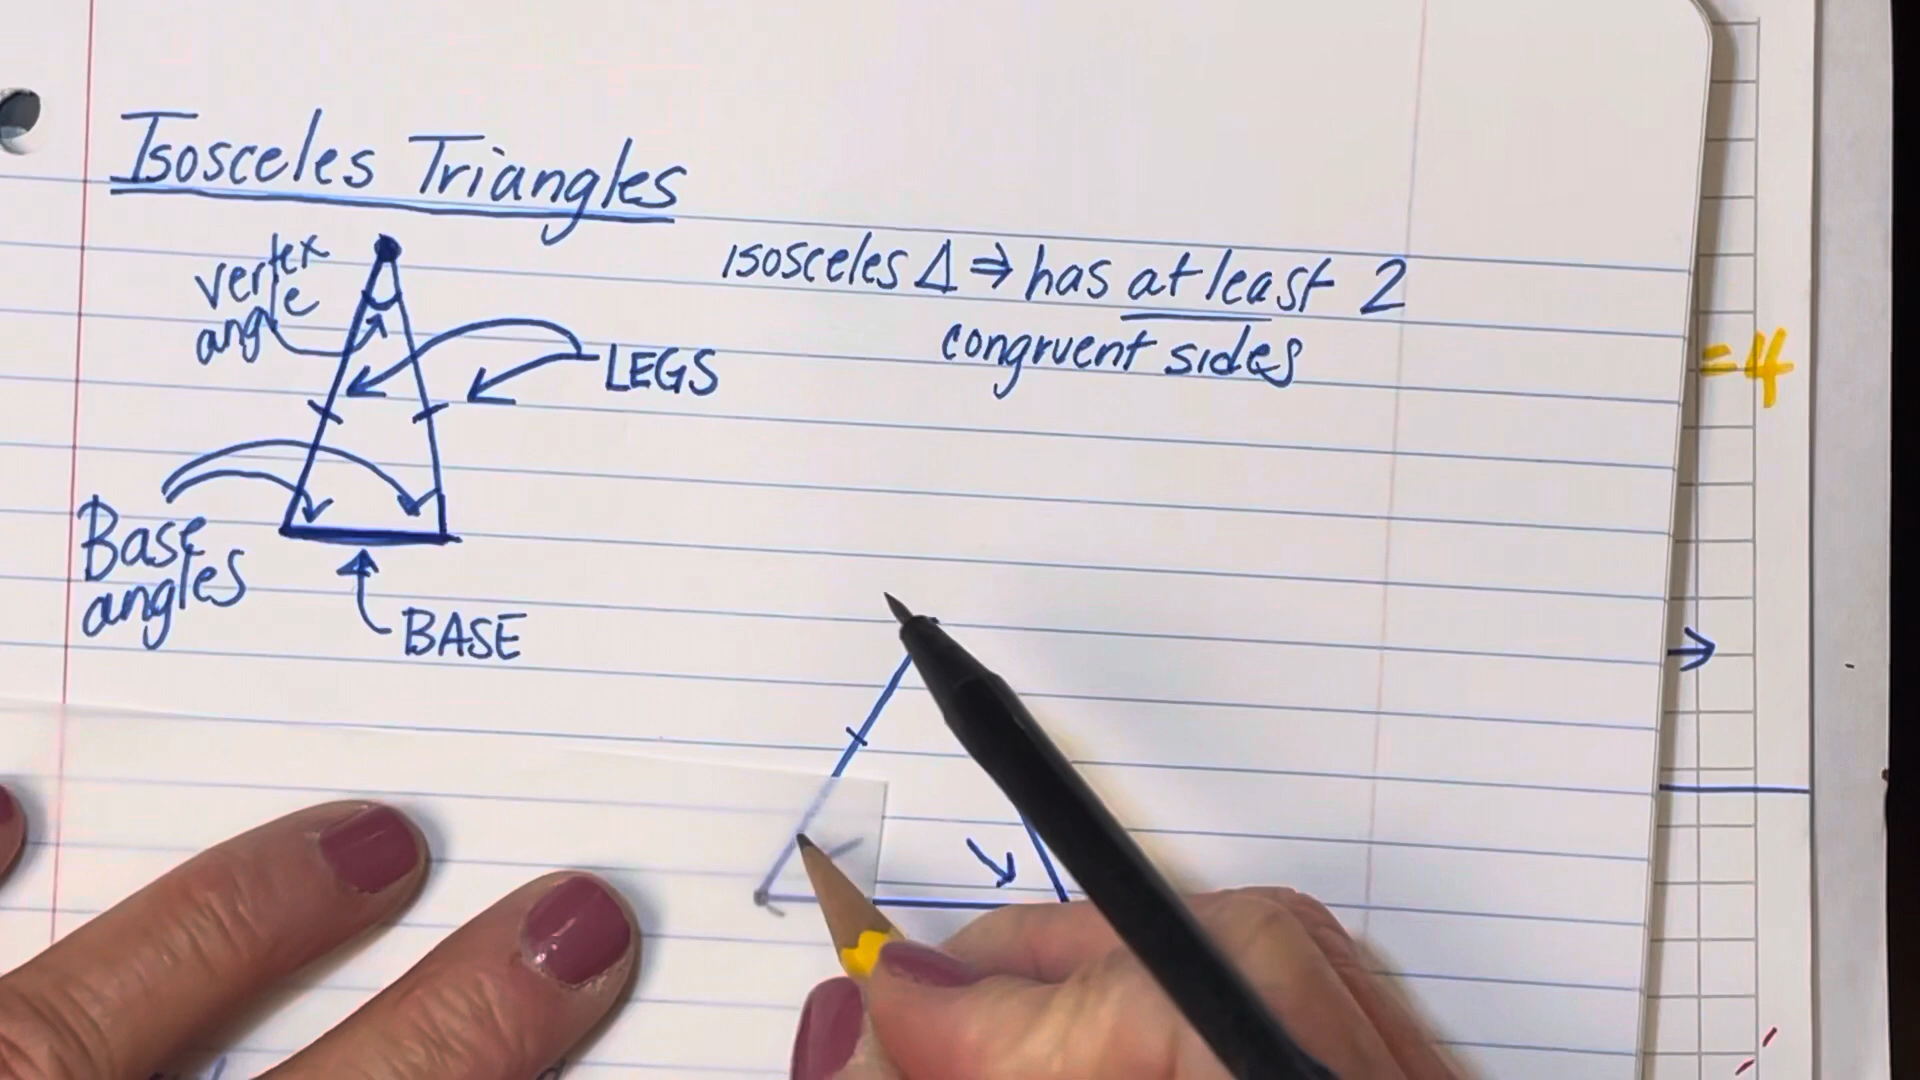 Isosceles Triangles
vertex
angle
isosceles Δ ⇒ has at least 2
congruent sides
LEGS
Base
angles
BASE
=4